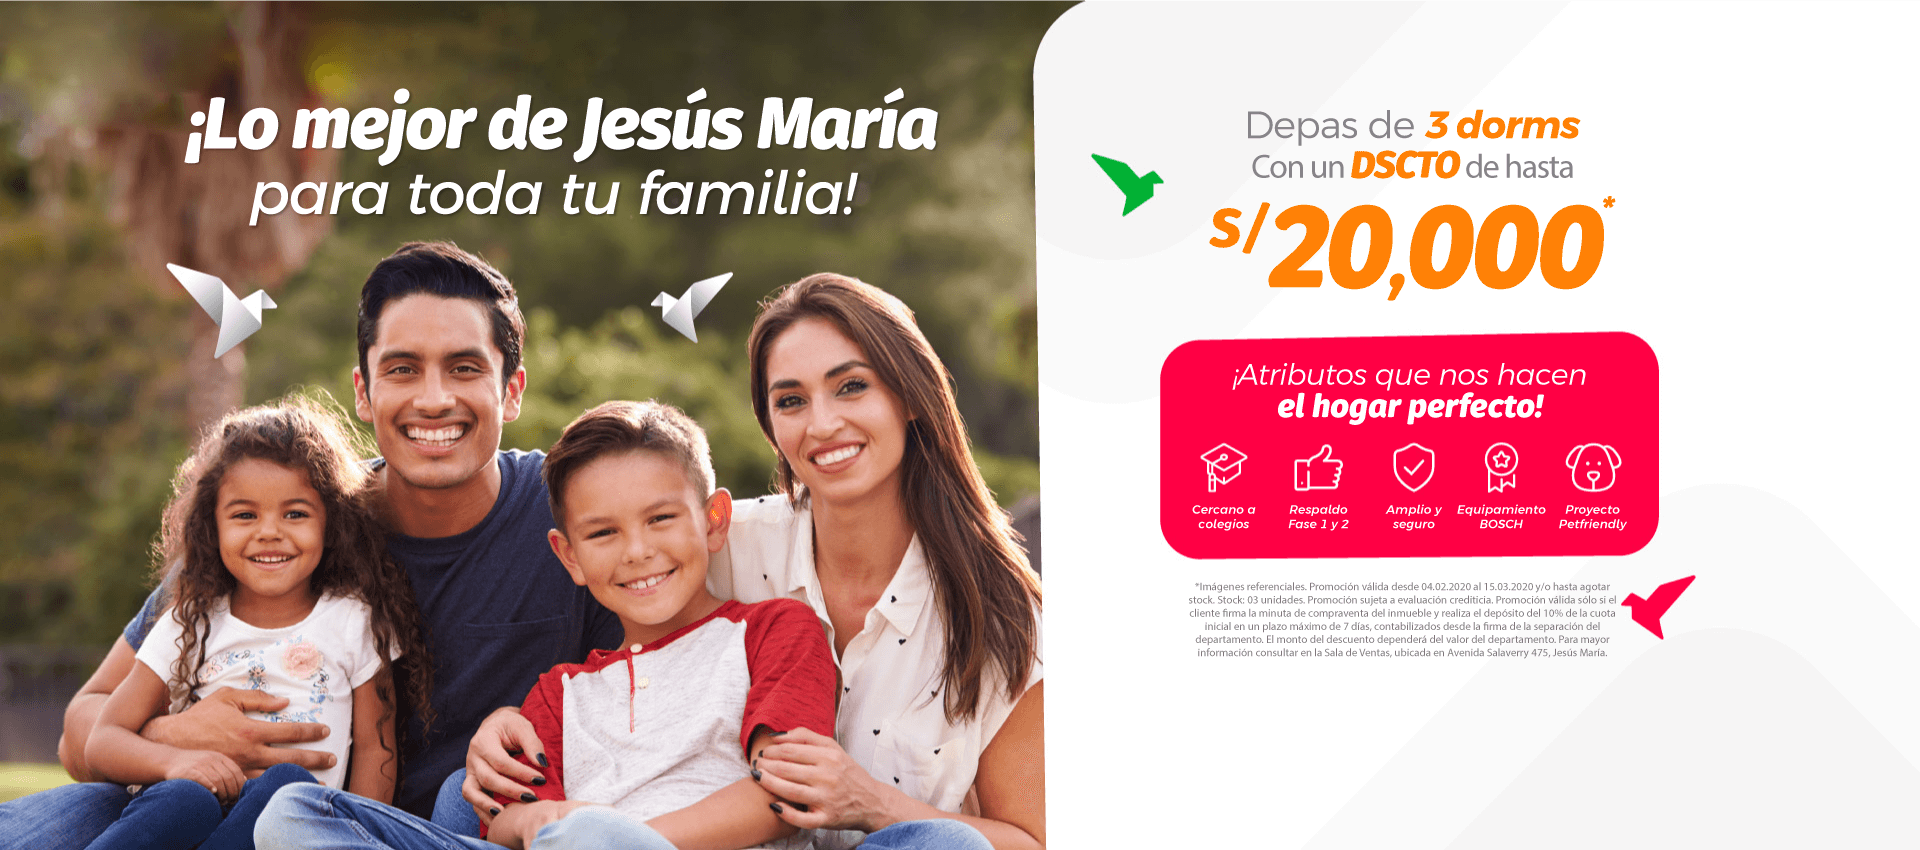 ¡Lo mejor de Jesús María
para toda tu familia!
Depas de 3 dorms
Con un DSCTO de hasta
S/20,000*
¡Atributos que nos hacen
el hogar perfecto!
Cercano a
colegios
Respaldo
Fase 1 y 2
Amplio y
seguro
Equipamiento
BOSCH
Proyecto
Petfriendly
*Imágenes referenciales. Promoción válida desde 04.02.2020 al 15.03.2020 y/o hasta agotar
stock. Stock: 03 unidades. Promoción sujeta a evaluación crediticia. Promoción válida sólo si el
cliente firma la minuta de compraventa del inmueble y realiza el depósito del 10% de la cuota
inicial en un plazo máximo de 7 días, contabilizados desde la firma de la separación del
departamento. El monto del descuento dependerá del valor del departamento. Para mayor
información consultar en la Sala de Ventas, ubicada en Avenida Salaverry 475, Jesús María.